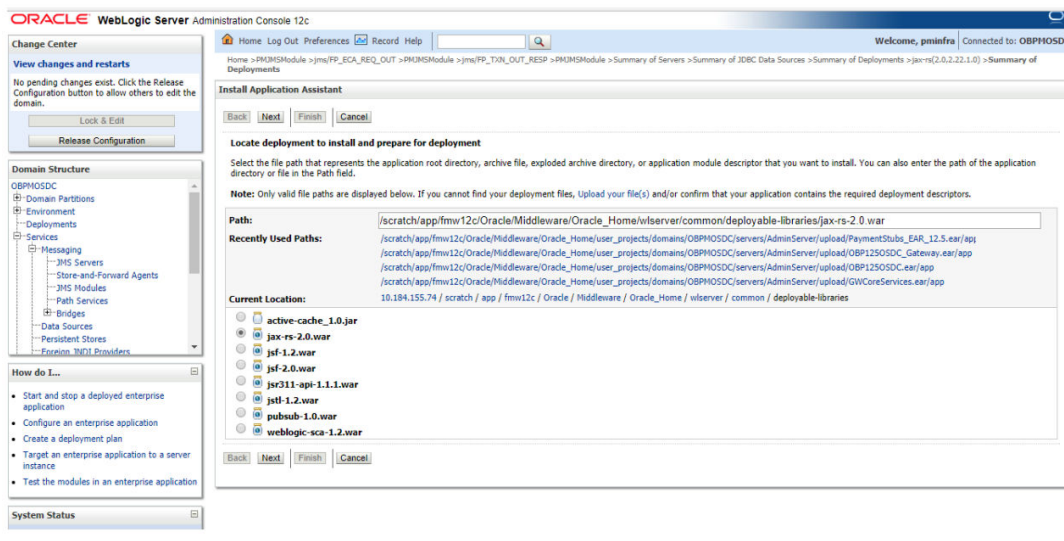 ORACLE WebLogic Server Administration Console 12c
Change Center
View changes and restarts
No pending changes exist. Click the Release
Configuration button to allow others to edit the
domain.
Lock & Edit
Release Configuration
Domain Structure
OBPMOSDC
Domain Partitions
Environment
Deployments
Services
Messaging
JMS Servers
Store-and-Forward Agents
JMS Modules
Path Services
Bridges
Data Sources
Persistent Stores
Foreign JNDI Providers
How do I...
Start and stop a deployed enterprise
application
Configure an enterprise application
Create a deployment plan
Target an enterprise application to a server
instance
Test the modules in an enterprise application
System Status
Home Log Out Preferences Record Help
Welcome, pminfra Connected to: OBPMOSD
Home >PMJMSModule >jms/FP_ECA_REQ_OUT >PMJMSModule >jms/FP_TXN_OUT_RESP >PMJMSModule >Summary of Servers >Summary of JDBC Data Sources >Summary of Deployments >jax-rs(2.0,2.22.1.0) >Summary of
Deployments
Install Application Assistant
Back Next Finish Cancel
Locate deployment to install and prepare for deployment
Select the file path that represents the application root directory, archive file, exploded archive directory, or application module descriptor that you want to install. You can also enter the path of the application
directory or file in the Path field.
Note: Only valid file paths are displayed below. If you cannot find your deployment files, Upload your file(s) and/or confirm that your application contains the required deployment descriptors.
Path: /scratch/app/fmw12c/Oracle/Middleware/Oracle_Home/wlserver/common/deployable-libraries/jax-rs-2.0.war
Recently Used Paths: /scratch/app/fmw12c/Oracle/Middleware/Oracle_Home/user_projects/domains/OBPMOSDC/servers/AdminServer/upload/PaymentStubs_EAR_12.5.ear/app
/scratch/app/fmw12c/Oracle/Middleware/Oracle_Home/user_projects/domains/OBPMOSDC/servers/AdminServer/upload/OBP125OSDC_Gateway.ear/app
/scratch/app/fmw12c/Oracle/Middleware/Oracle_Home/user_projects/domains/OBPMOSDC/servers/AdminServer/upload/OBP125OSDC.ear/app
/scratch/app/fmw12c/Oracle/Middleware/Oracle_Home/user_projects/domains/OBPMOSDC/servers/AdminServer/upload/GWCoreServices.ear/app
Current Location: 10.184.155.74 / scratch / app / fmw12c / Oracle / Middleware / Oracle_Home / wlserver / common / deployable-libraries
active-cache_1.0.jar
jax-rs-2.0.war
jsf-1.2.war
jsf-2.0.war
jsr311-api-1.1.1.war
jstl-1.2.war
pubsub-1.0.war
weblogic-sca-1.2.war
Back Next Finish Cancel